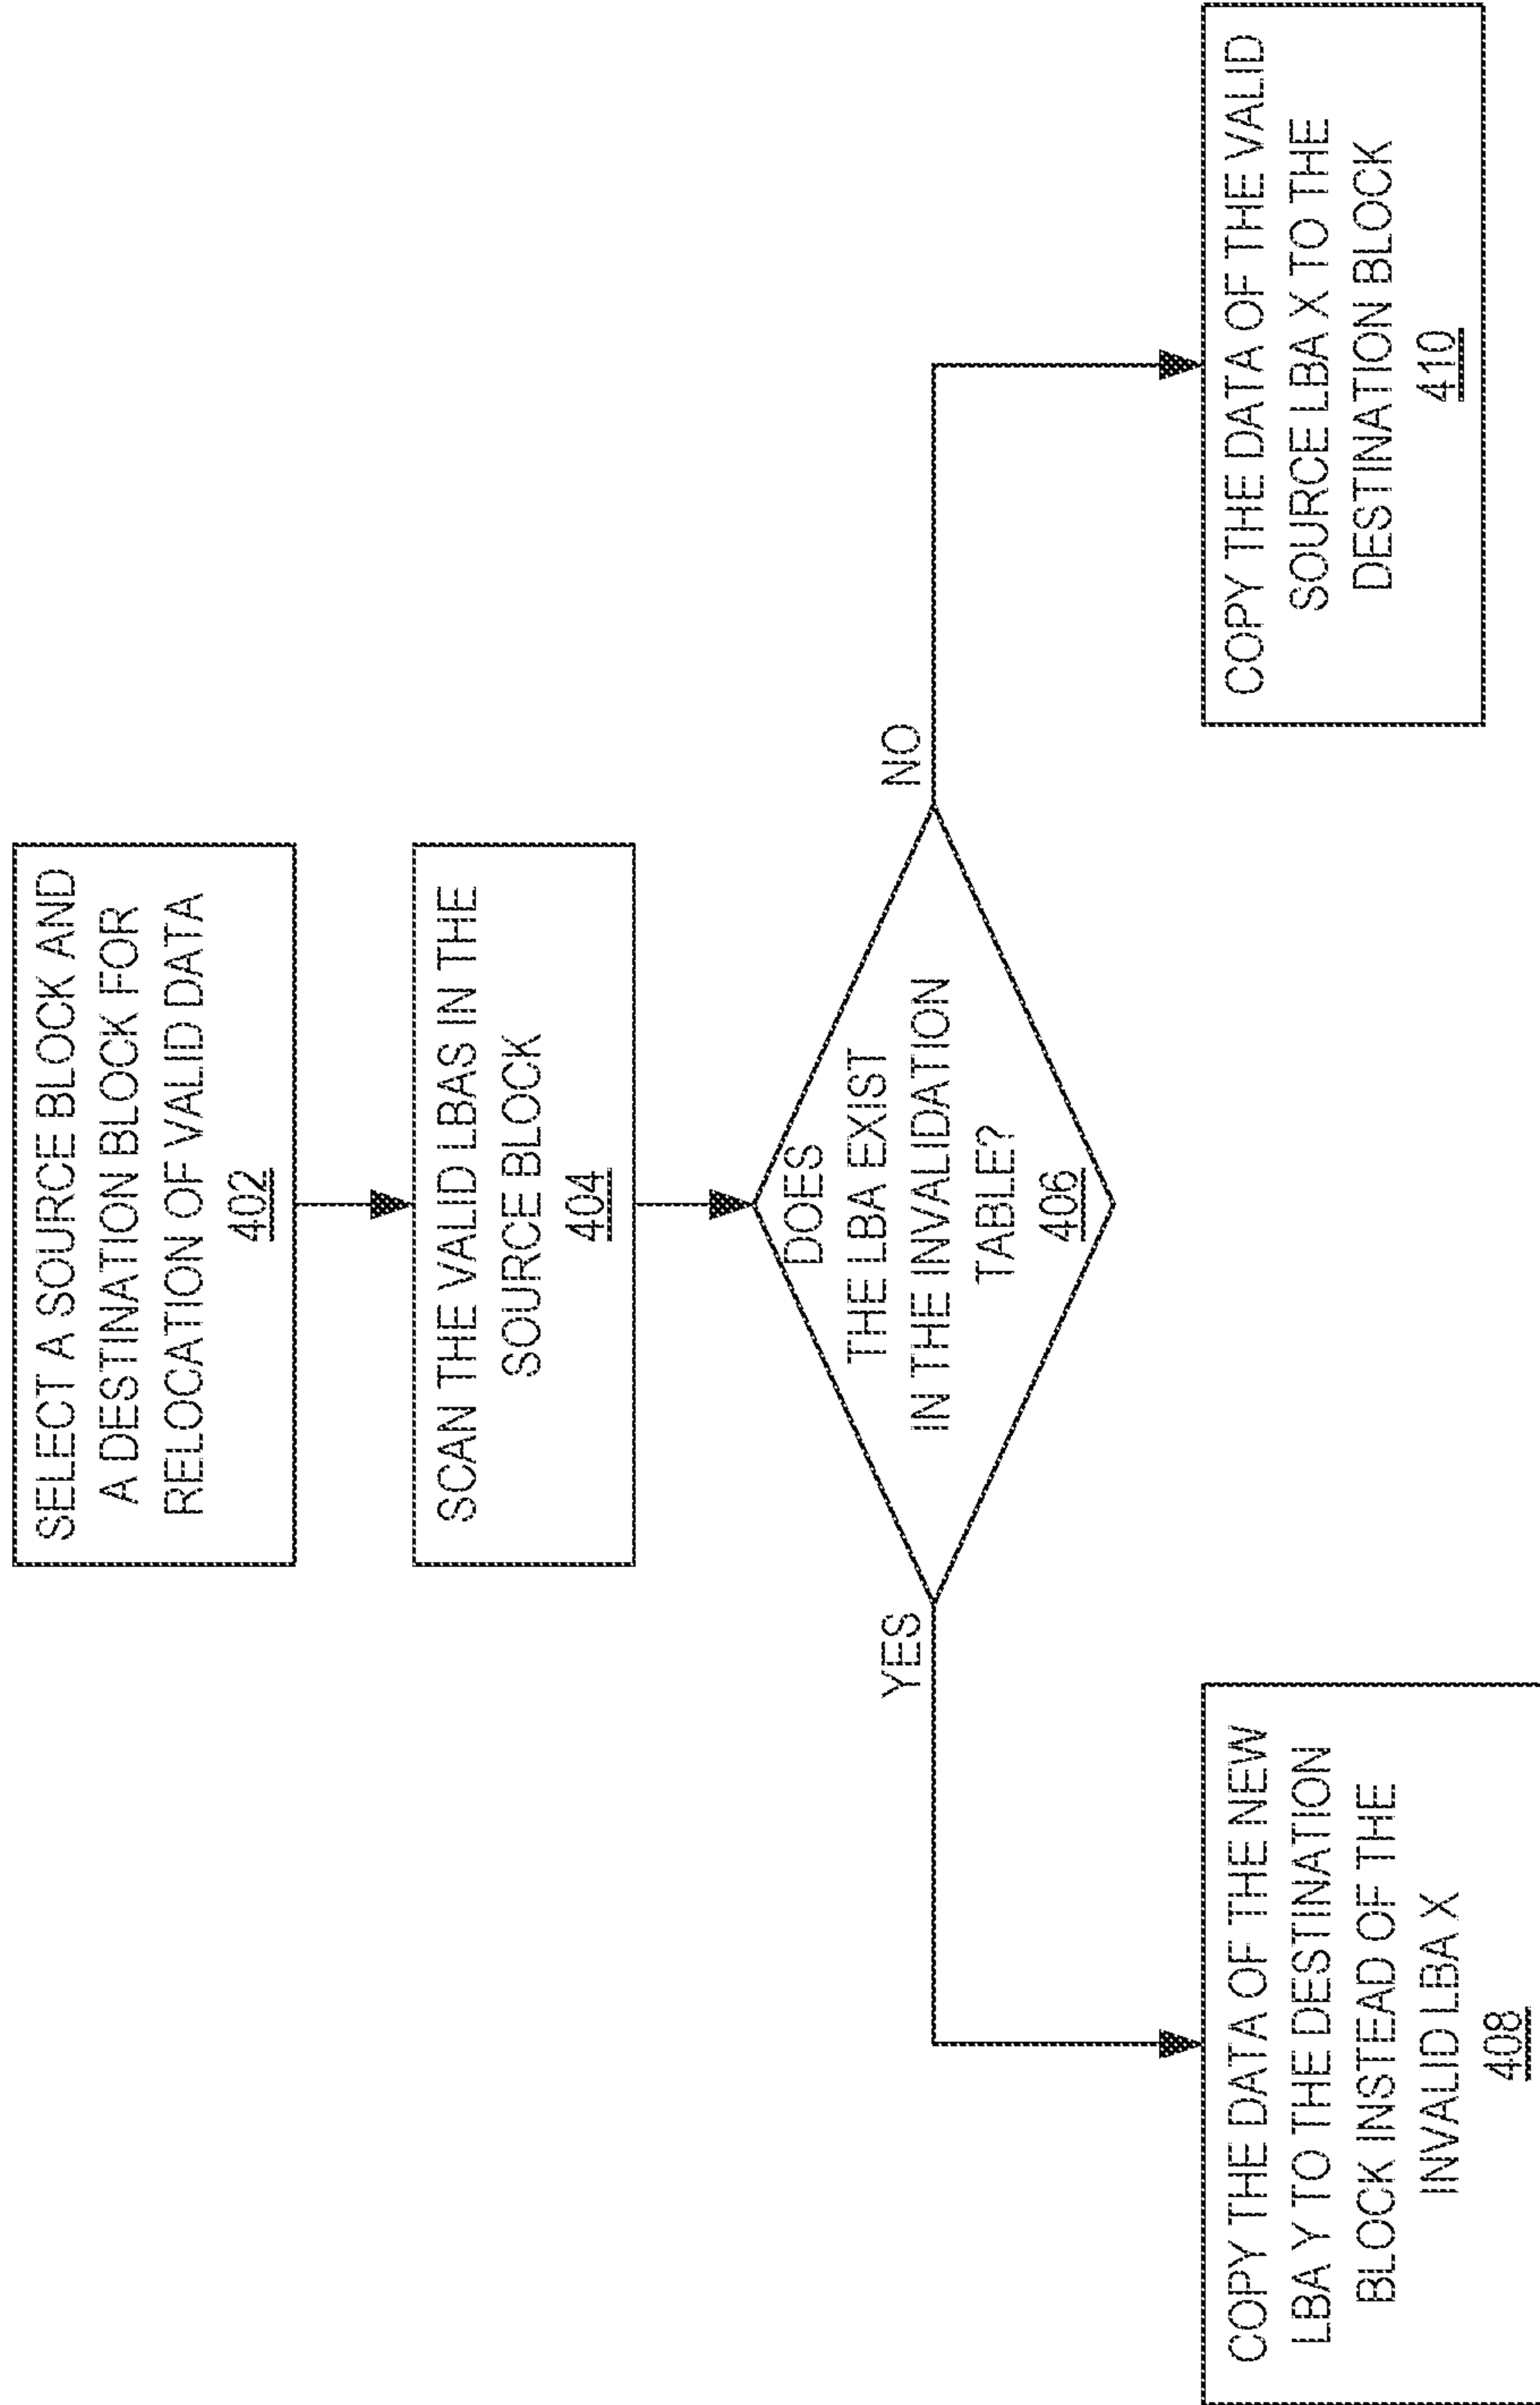 SELECT A SOURCE BLOCK AND
A DESTINATION BLOCK FOR
RELOCATION OF VALID DATA
402
SCAN THE VALID LBAS IN THE
SOURCE BLOCK
404
DOES
THE LBA EXIST
IN THE INVALIDATION
TABLE?
406
YES
NO
COPY THE DATA OF THE NEW
LBA Y TO THE DESTINATION
BLOCK INSTEAD OF THE
INVALID LBA X
408
COPY THE DATA OF THE VALID
SOURCE LBA X TO THE
DESTINATION BLOCK
410